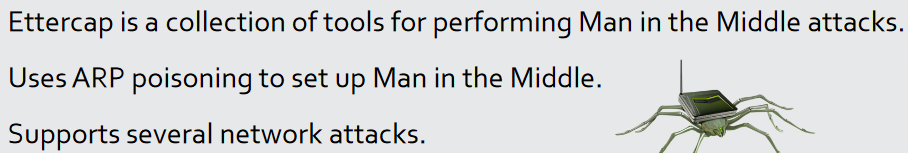 Ettercap is a collection of tools for performing Man in the Middle attacks.
Uses ARP poisoning to set up Man in the Middle.
Supports several network attacks.